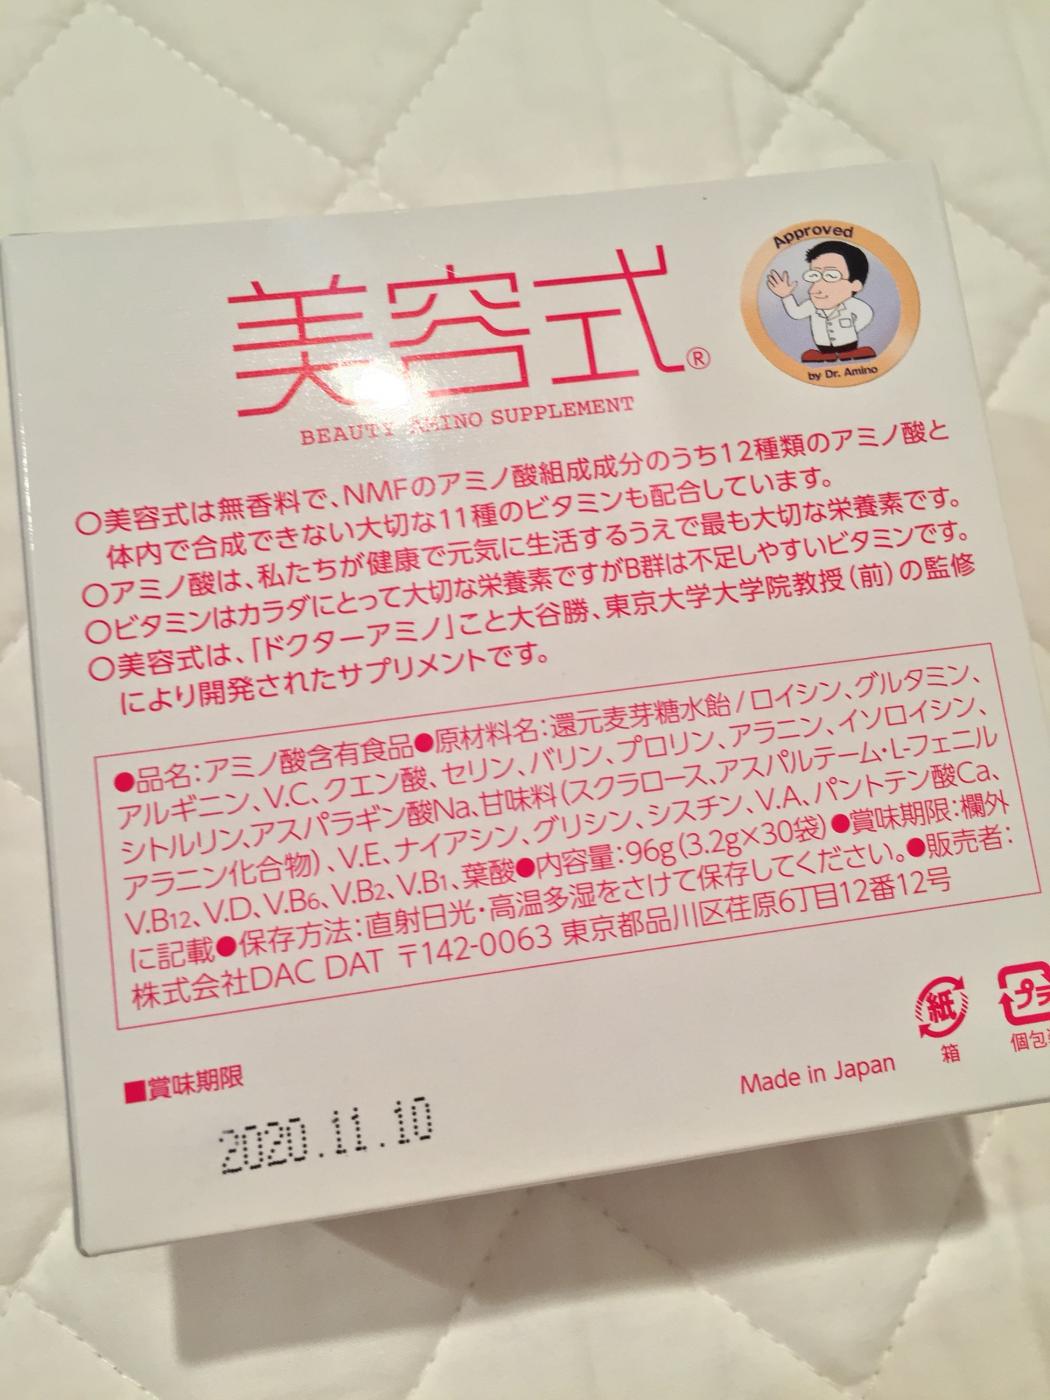 美容式®
BEAUTY AMINO SUPPLEMENT
Approved
by Dr. Amino
○美容式は無香料で、NMFのアミノ酸組成成分のうち12種類のアミノ酸と
体内で合成できない大切な11種のビタミンも配合しています。
○アミノ酸は、私たちが健康で元気に生活するうえで最も大切な栄養素です。
○ビタミンはカラダにとって大切な栄養素ですがB群は不足しやすいビタミンです。
○美容式は、「ドクターアミノ」こと大谷勝、東京大学大学院教授(前)の監修
により開発されたサプリメントです。
●品名:アミノ酸含有食品●原材料名:還元麦芽糖水飴/ロイシン、グルタミン、
アルギニン、V.C、クエン酸、セリン、バリン、プロリン、アラニン、イソロイシン、
シトルリン、アスパラギン酸Na、甘味料(スクラロース、アスパルテーム・L-フェニル
アラニン化合物)、V.E、ナイアシン、グリシン、シスチン、V.A、パントテン酸Ca、
V.B12、V.D、V.B6、V.B2、V.B1、葉酸●内容量:96g(3.2g×30袋)●賞味期限:欄外
に記載●保存方法:直射日光・高温多湿をさけて保存してください。●販売者:
株式会社DAC DAT 〒142-0063 東京都品川区荏原6丁目12番12号
■賞味期限
2020.11.10
Made in Japan
紙
箱
プラ
個包装